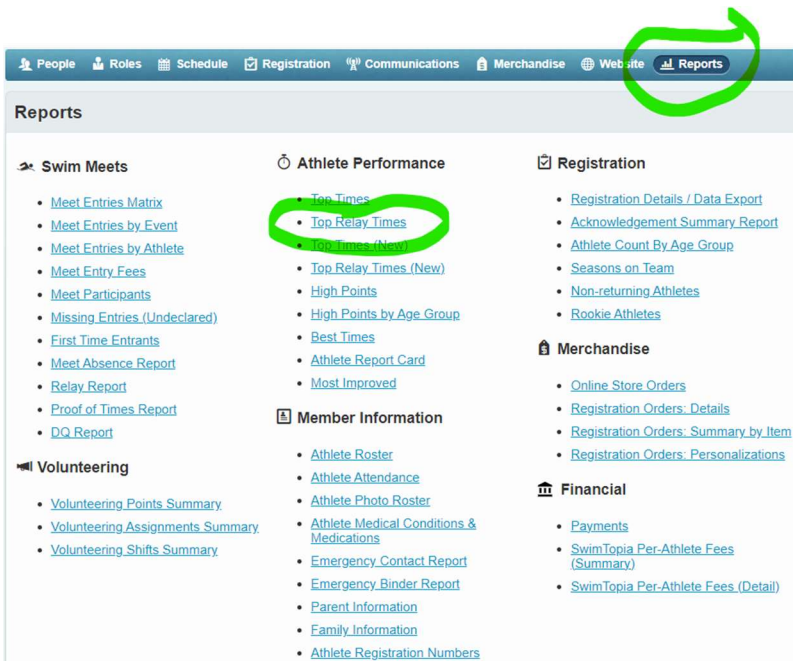 People Roles Schedule Registration Communications Merchandise Website Reports
Reports
Swim Meets
Meet Entries Matrix
Meet Entries by Event
Meet Entries by Athlete
Meet Entry Fees
Meet Participants
Missing Entries (Undeclared)
First Time Entrants
Meet Absence Report
Relay Report
Proof of Times Report
DQ Report
Volunteering
Volunteering Points Summary
Volunteering Assignments Summary
Volunteering Shifts Summary
Athlete Performance
Top Times
Top Relay Times
Top Times (New)
Top Relay Times (New)
High Points
High Points by Age Group
Best Times
Athlete Report Card
Most Improved
Member Information
Athlete Roster
Athlete Attendance
Athlete Photo Roster
Athlete Medical Conditions &
Medications
Emergency Contact Report
Emergency Binder Report
Parent Information
Family Information
Athlete Registration Numbers
Registration
Registration Details / Data Export
Acknowledgement Summary Report
Athlete Count By Age Group
Seasons on Team
Non-returning Athletes
Rookie Athletes
Merchandise
Online Store Orders
Registration Orders: Details
Registration Orders: Summary by Item
Registration Orders: Personalizations
Financial
Payments
SwimTopia Per-Athlete Fees
(Summary)
SwimTopia Per-Athlete Fees (Detail)